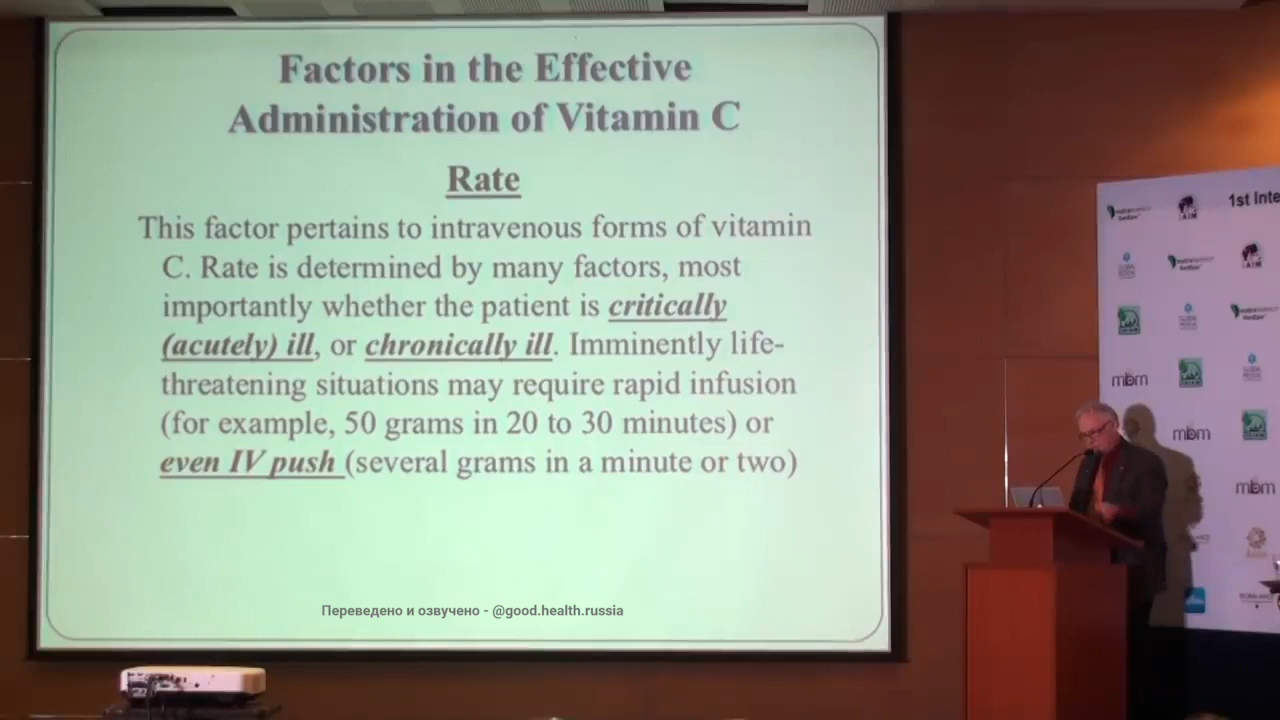 Factors in the Effective
Administration of Vitamin C
Rate
This factor pertains to intravenous forms of vitamin
C. Rate is determined by many factors, most
importantly whether the patient is critically
(acutely) ill, or chronically ill. Imminently life-
threatening situations may require rapid infusion
(for example, 50 grams in 20 to 30 minutes) or
even IV push (several grams in a minute or two)
Переведено и озвучено - @good.health.russia
1st Inte
mbm
mbm
mbm